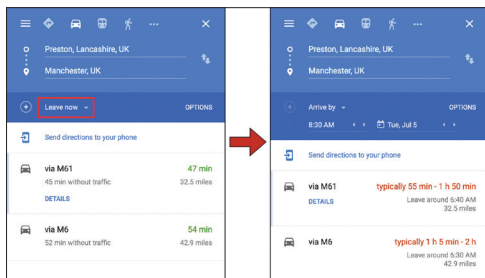 Preston, Lancashire, UK
Manchester, UK
Leave now
OPTIONS
Send directions to your phone
via M61
47 min
45 min without traffic
32.5 miles
DETAILS
via M6
54 min
52 min without traffic
42.9 miles
Preston, Lancashire, UK
Manchester, UK
Arrive by
OPTIONS
8:30 AM
Tue, Jul 5
Send directions to your phone
via M61
typically 55 min - 1 h 50 min
DETAILS
Leave around 6:40 AM
32.5 miles
via M6
typically 1 h 5 min - 2 h
Leave around 6:30 AM
42.9 miles